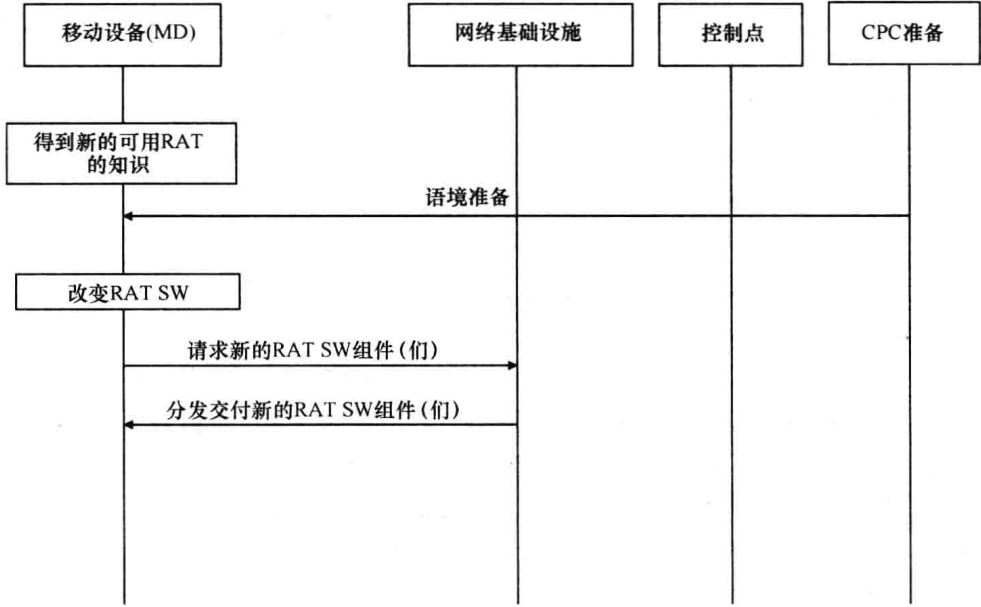 移动设备(MD)
网络基础设施
控制点
CPC准备
得到新的可用RAT
的知识
语境准备
改变RAT SW
请求新的RAT SW组件(们)
分发交付新的RAT SW组件(们)